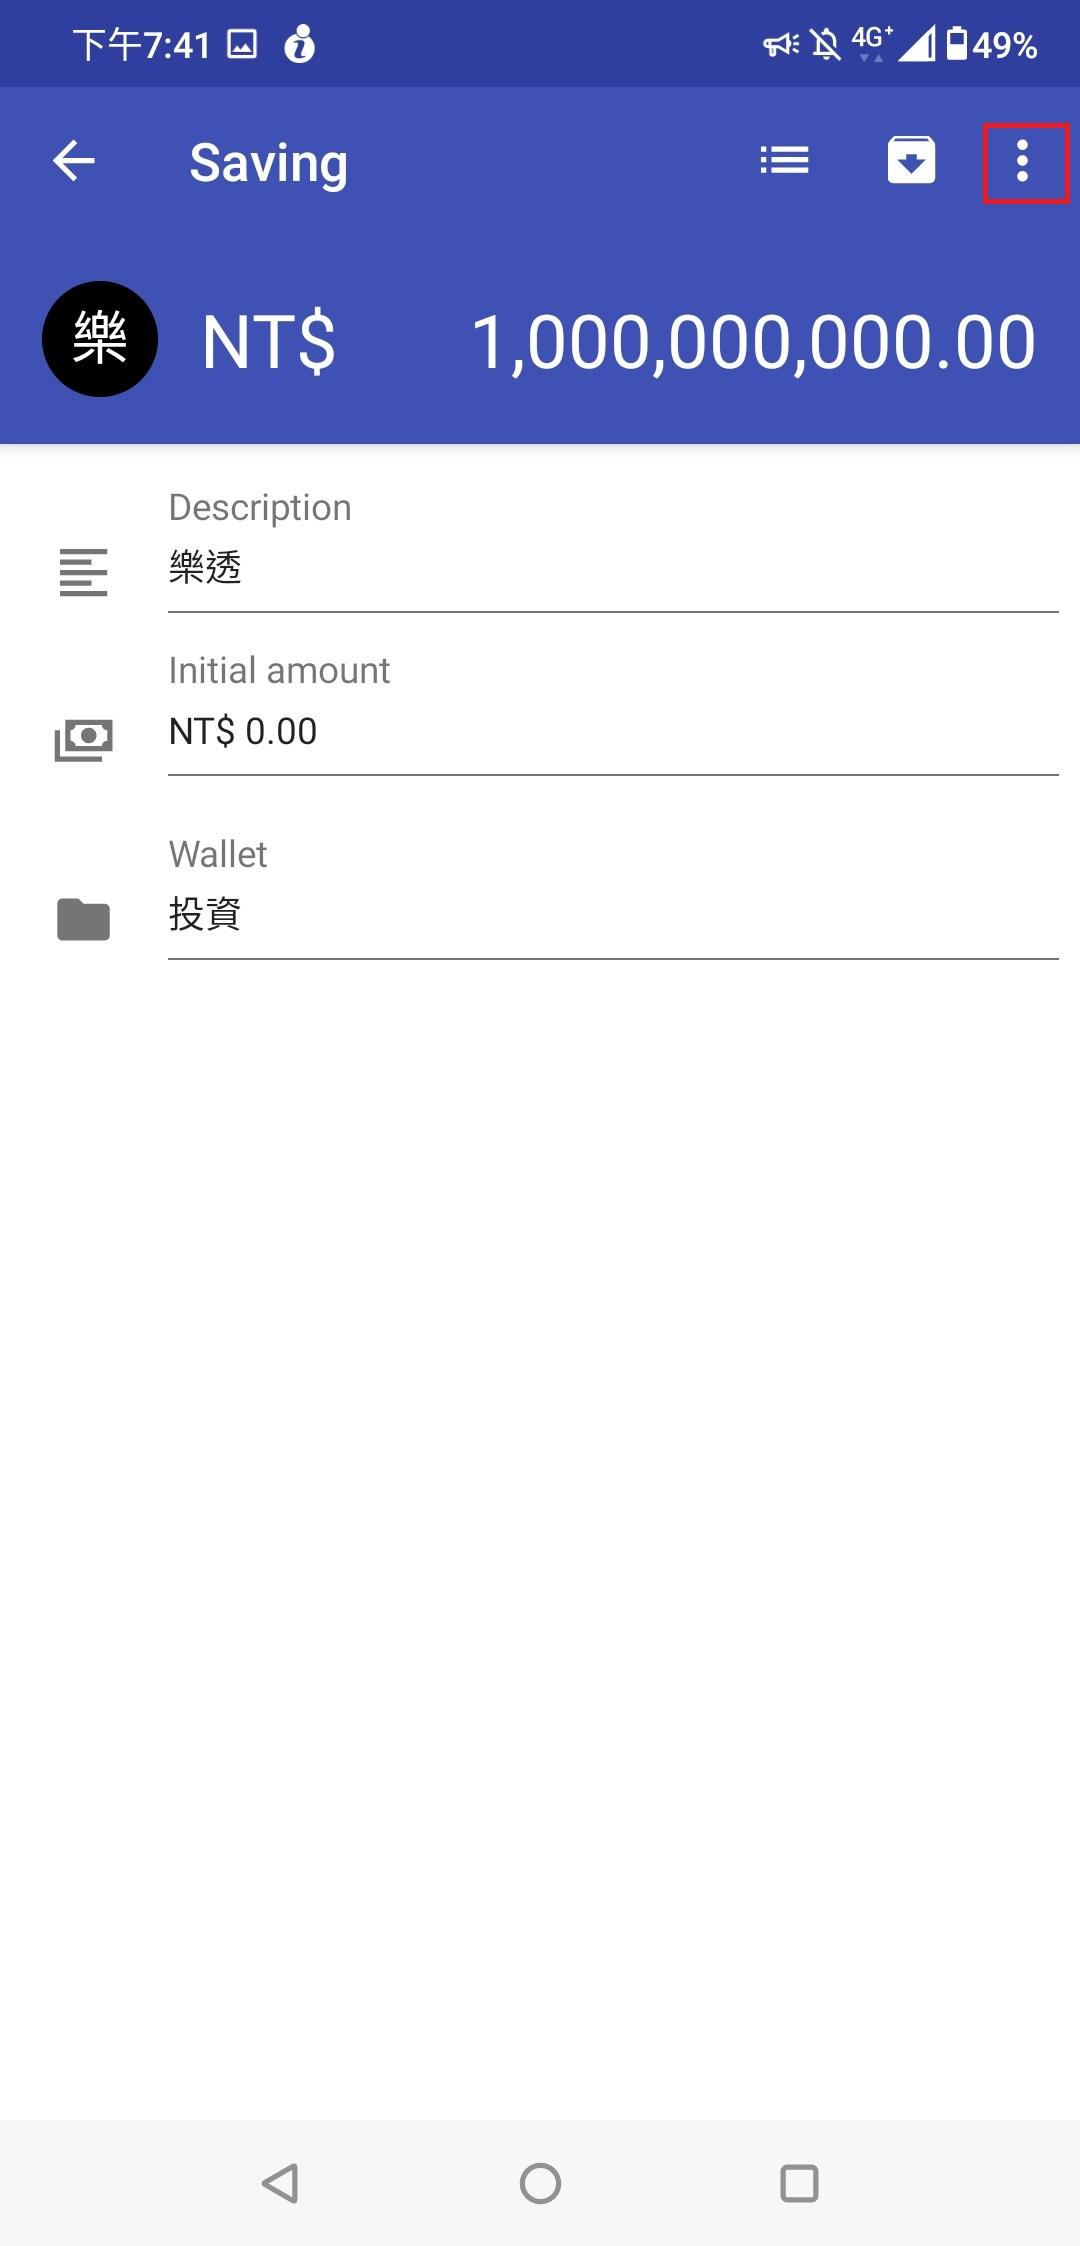 下午7:41 4G+ 49%
Saving
樂 NT$ 1,000,000,000.00
Description
樂透
Initial amount
NT$ 0.00
Wallet
投資